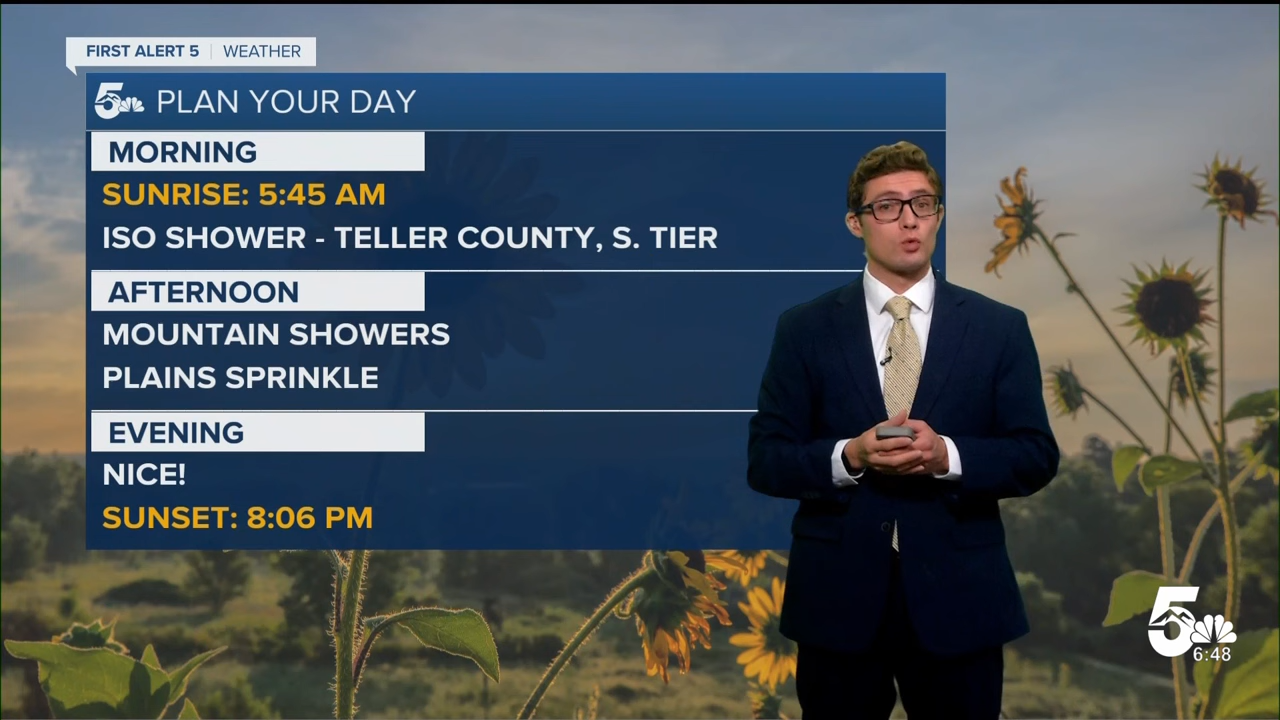 FIRST ALERT 5 | WEATHER
5 PLAN YOUR DAY
MORNING
SUNRISE: 5:45 AM
ISO SHOWER - TELLER COUNTY, S. TIER
AFTERNOON
MOUNTAIN SHOWERS
PLAINS SPRINKLE
EVENING
NICE!
SUNSET: 8:06 PM
5
6:48